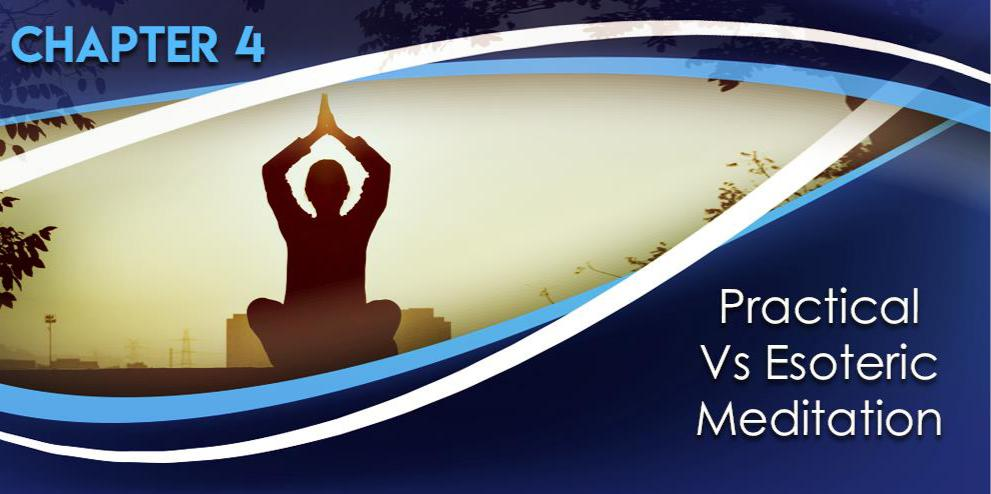 CHAPTER 4
Practical
Vs Esoteric
Meditation